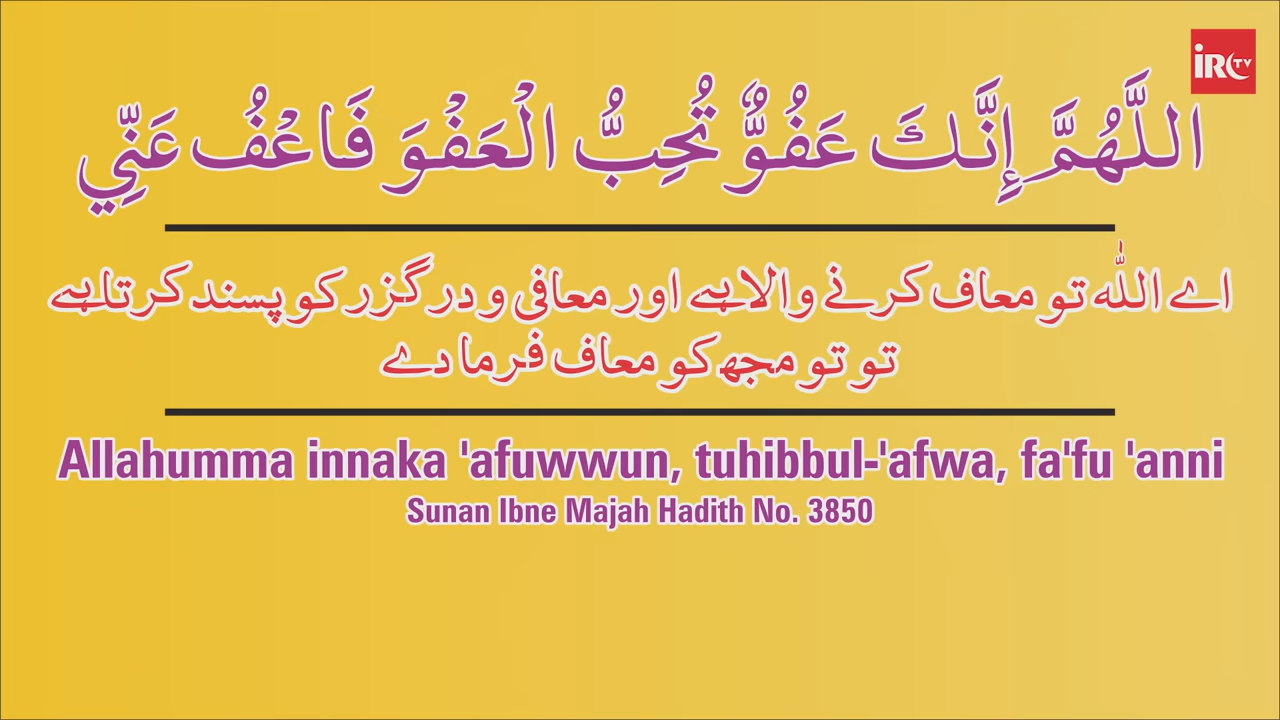 iRC TV
اللَّهُمَّ إِنَّكَ عَفُوٌّ تُحِبُّ الْعَفْوَ فَاعْفُ عَنِّي
اے اللہ تو معاف کرنے والا ہے اور معافی و درگزر کو پسند کرتا ہے
تو تو مجھ کو معاف فرما دے
Allahumma innaka 'afuwwun, tuhibbul-'afwa, fa'fu 'anni
Sunan Ibne Majah Hadith No. 3850